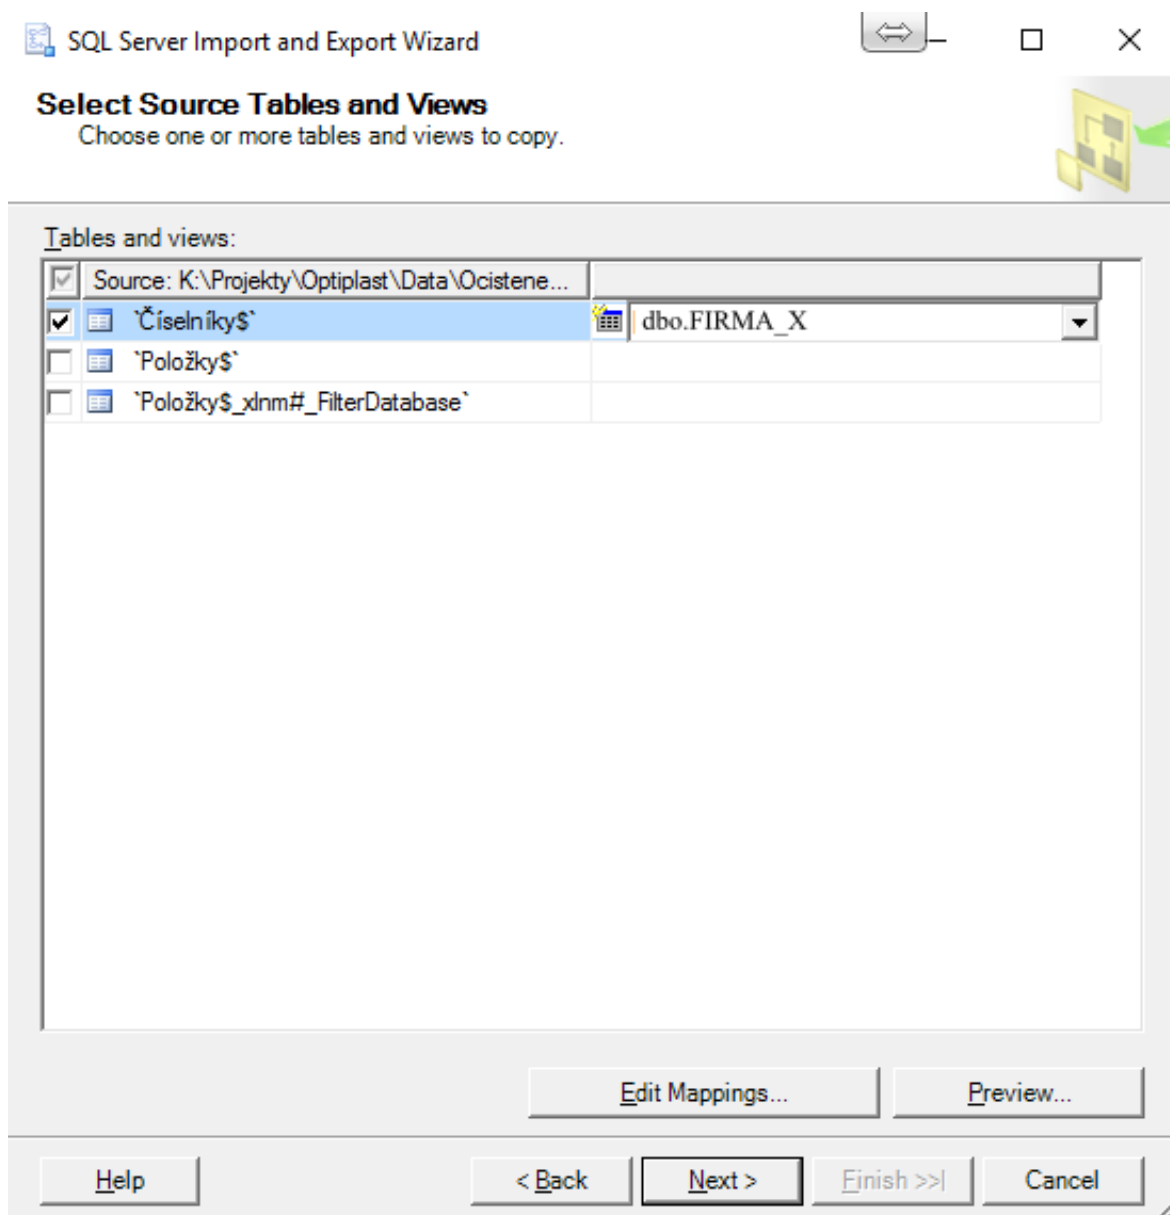 SQL Server Import and Export Wizard
Select Source Tables and Views
Choose one or more tables and views to copy.
Tables and views:
Source: K:\Projekty\Optiplast\Data\Ocistene...
`Číselníky$` dbo.FIRMA_X
`Položky$`
`Položky$_xlnm#_FilterDatabase`
Edit Mappings... Preview...
Help < Back Next > Finish >>| Cancel